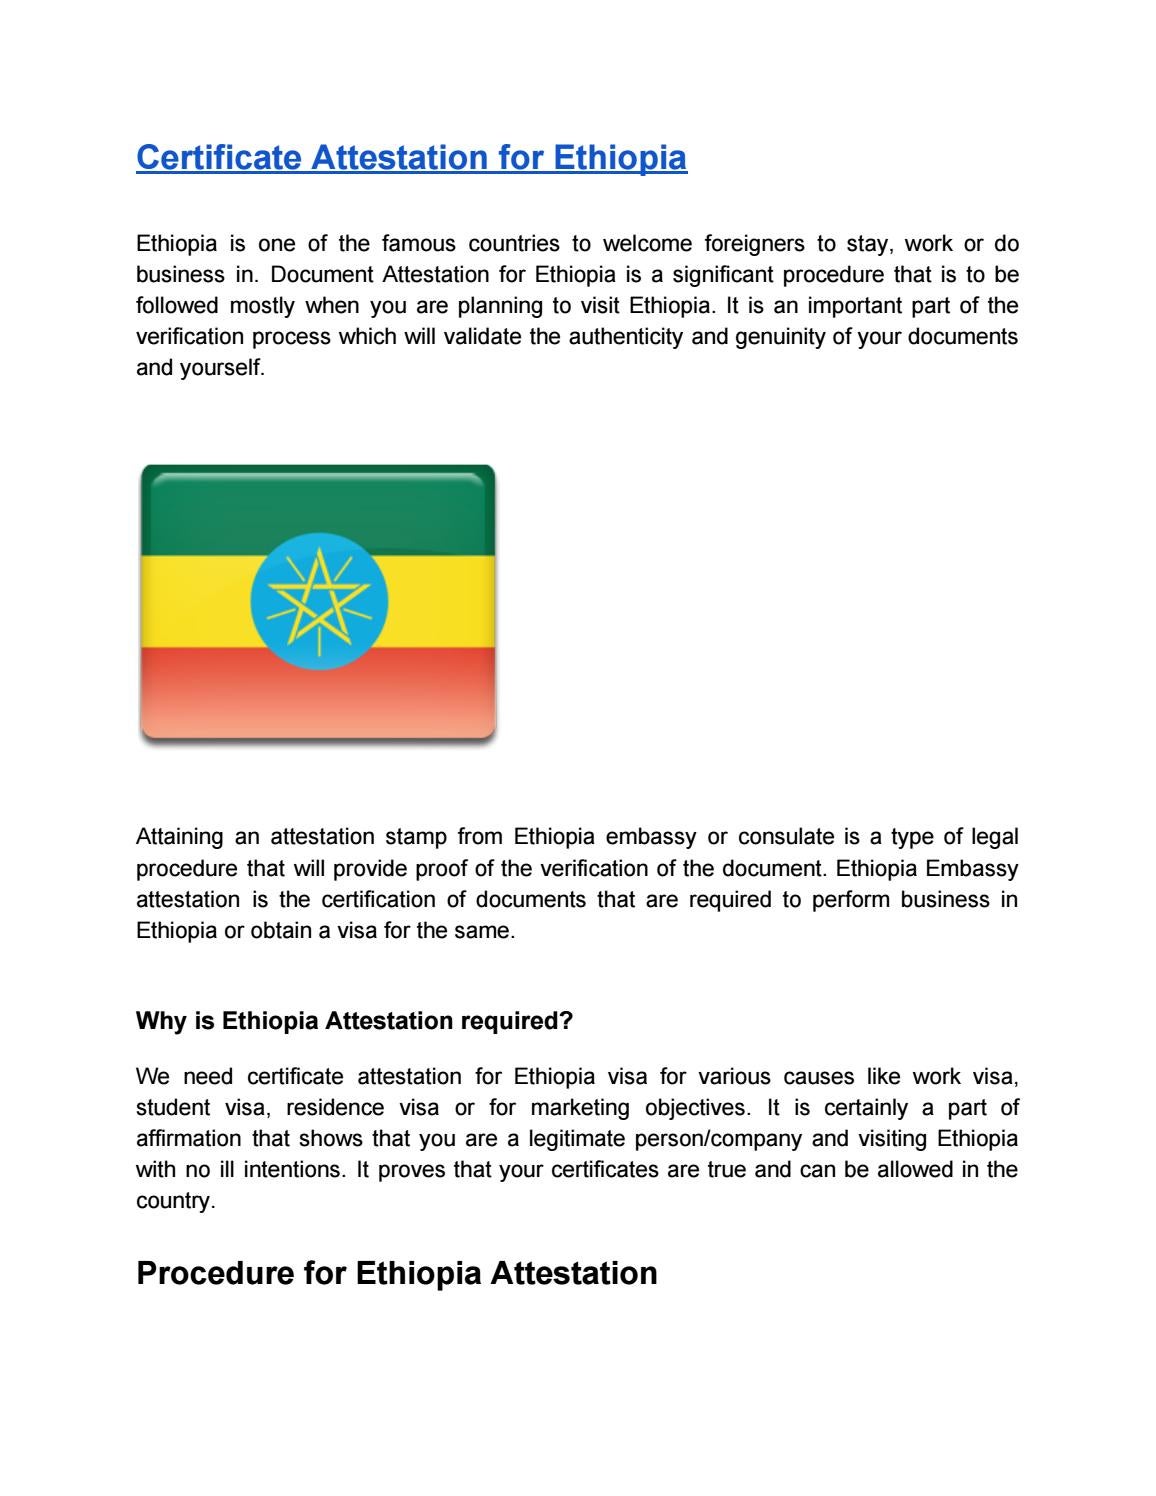 Certificate Attestation for Ethiopia
Ethiopia is one of the famous countries to welcome foreigners to stay, work or do
business in. Document Attestation for Ethiopia is a significant procedure that is to be
followed mostly when you are planning to visit Ethiopia. It is an important part of the
verification process which will validate the authenticity and genuinity of your documents
and yourself.
Attaining an attestation stamp from Ethiopia embassy or consulate is a type of legal
procedure that will provide proof of the verification of the document. Ethiopia Embassy
attestation is the certification of documents that are required to perform business in
Ethiopia or obtain a visa for the same.
Why is Ethiopia Attestation required?
We need certificate attestation for Ethiopia visa for various causes like work visa,
student visa, residence visa or for marketing objectives. It is certainly a part of
affirmation that shows that you are a legitimate person/company and visiting Ethiopia
with no ill intentions. It proves that your certificates are true and can be allowed in the
country.
Procedure for Ethiopia Attestation